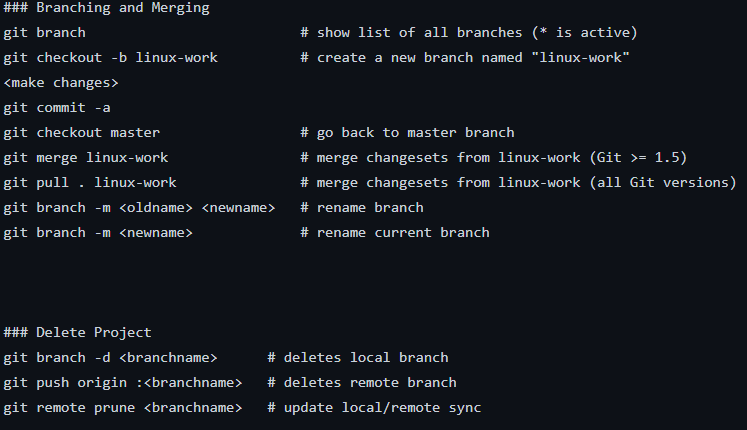 ### Branching and Merging
git branch                          # show list of all branches (* is active)
git checkout -b linux-work          # create a new branch named "linux-work"
<make changes>
git commit -a
git checkout master                 # go back to master branch
git merge linux-work                # merge changesets from linux-work (Git >= 1.5)
git pull . linux-work               # merge changesets from linux-work (all Git versions)
git branch -m <oldname> <newname>   # rename branch
git branch -m <newname>             # rename current branch
### Delete Project
git branch -d <branchname>      # deletes local branch
git push origin :<branchname>   # deletes remote branch
git remote prune <branchname>   # update local/remote sync